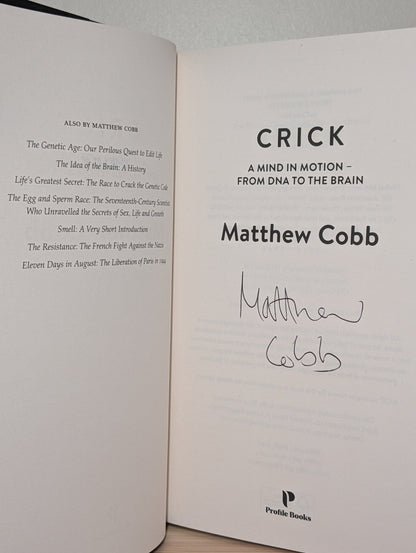 ALSO BY MATTHEW COBB
The Genetic Age: Our Perilous Quest to Edit Life
The Idea of the Brain: A History
Life's Greatest Secret: The Race to Crack the Genetic Code
The Egg and Sperm Race: The Seventeenth-Century Scientists
Who Unravelled the Secrets of Sex, Life and Growth
Smell: A Very Short Introduction
The Resistance: The French Fight Against the Nazis
Eleven Days in August: The Liberation of Paris in 1944
CRICK
A MIND IN MOTION –
FROM DNA TO THE BRAIN
Matthew Cobb
Matthew
Cobb
Profile Books